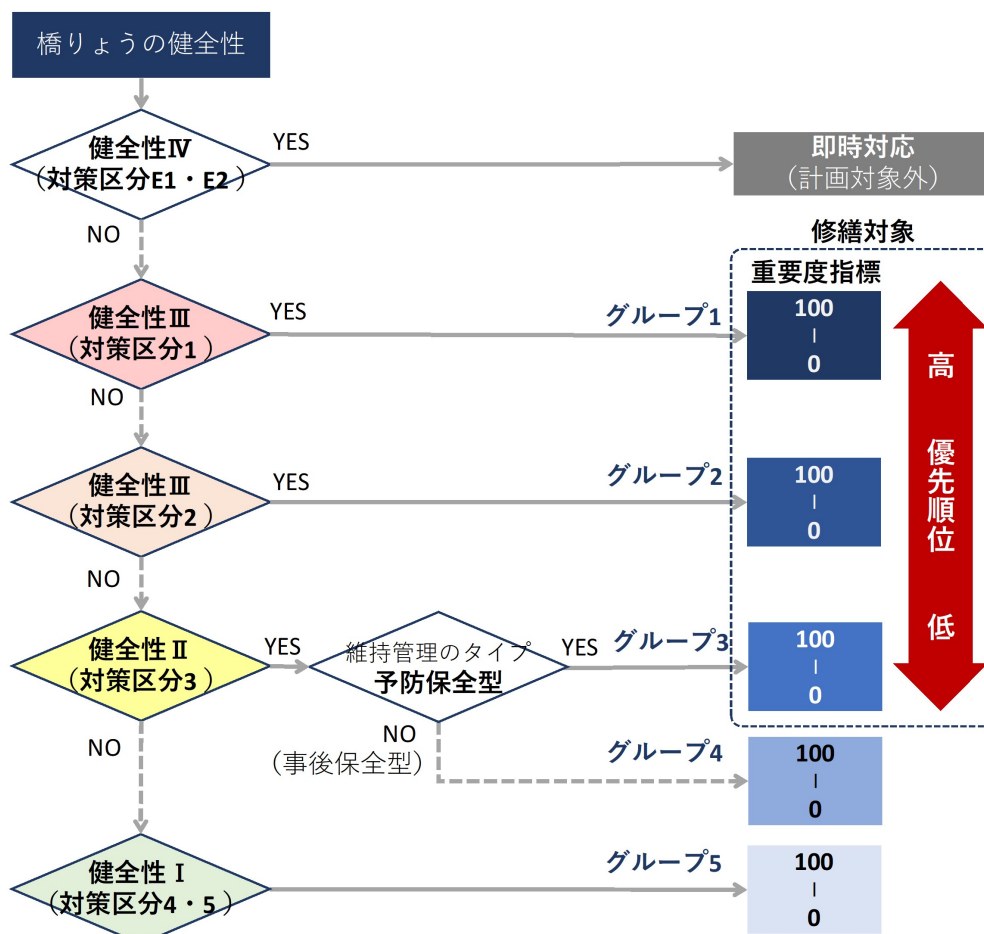 橋りょうの健全性
健全性Ⅳ
（対策区分E1・E2）
YES
即時対応
（計画対象外）
NO
修繕対象
重要度指標
健全性Ⅲ
（対策区分1）
YES
グループ1
100
|
0
高
優先順位
低
NO
健全性Ⅲ
（対策区分2）
YES
グループ2
100
|
0
NO
健全性Ⅱ
（対策区分3）
YES
維持管理のタイプ
予防保全型
YES
グループ3
100
|
0
NO
NO
（事後保全型）
グループ4
100
|
0
健全性Ⅰ
（対策区分4・5）
グループ5
100
|
0